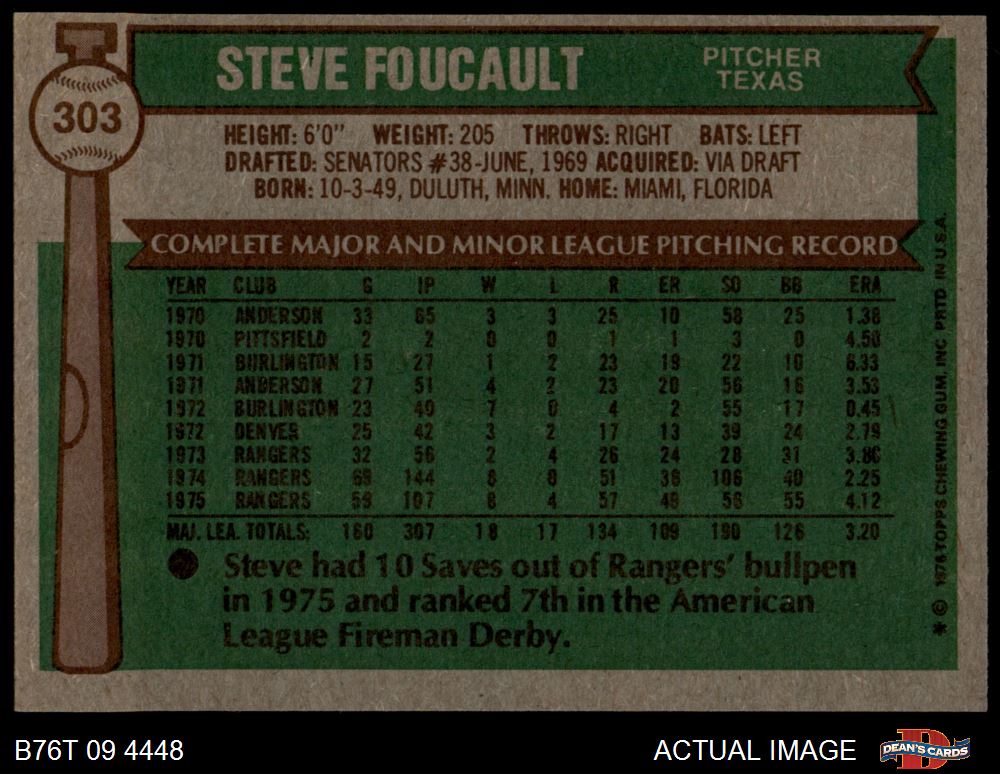 303
STEVE FOUCAULT
PITCHER
TEXAS
HEIGHT: 6'0" WEIGHT: 205 THROWS: RIGHT BATS: LEFT
DRAFTED: SENATORS #38-JUNE, 1969 ACQUIRED: VIA DRAFT
BORN: 10-3-49, DULUTH, MINN. HOME: MIAMI, FLORIDA
COMPLETE MAJOR AND MINOR LEAGUE PITCHING RECORD
YEAR CLUB G IP W L R ER SO BB ERA
1970 ANDERSON 33 65 3 3 25 10 58 25 1.38
1970 PITTSFIELD 2 2 0 0 1 1 3 0 4.50
1971 BURLINGTON 15 27 1 2 23 19 22 10 6.33
1971 ANDERSON 27 51 4 2 23 20 56 16 3.53
1972 BURLINGTON 23 40 7 0 4 2 55 17 0.45
1972 DENVER 25 42 3 2 17 13 39 24 2.79
1973 RANGERS 32 56 2 4 26 24 28 31 3.86
1974 RANGERS 69 144 8 9 51 36 106 40 2.25
1975 RANGERS 59 107 8 4 57 49 56 55 4.12
MAJ. LEA. TOTALS: 160 307 18 17 134 109 190 126 3.20
Steve had 10 Saves out of Rangers' bullpen
in 1975 and ranked 7th in the American
League Fireman Derby.
* © 1976 TOPPS CHEWING GUM, INC PRTD IN U.S.A.
B76T 09 4448
ACTUAL IMAGE
DEAN'S CARDS